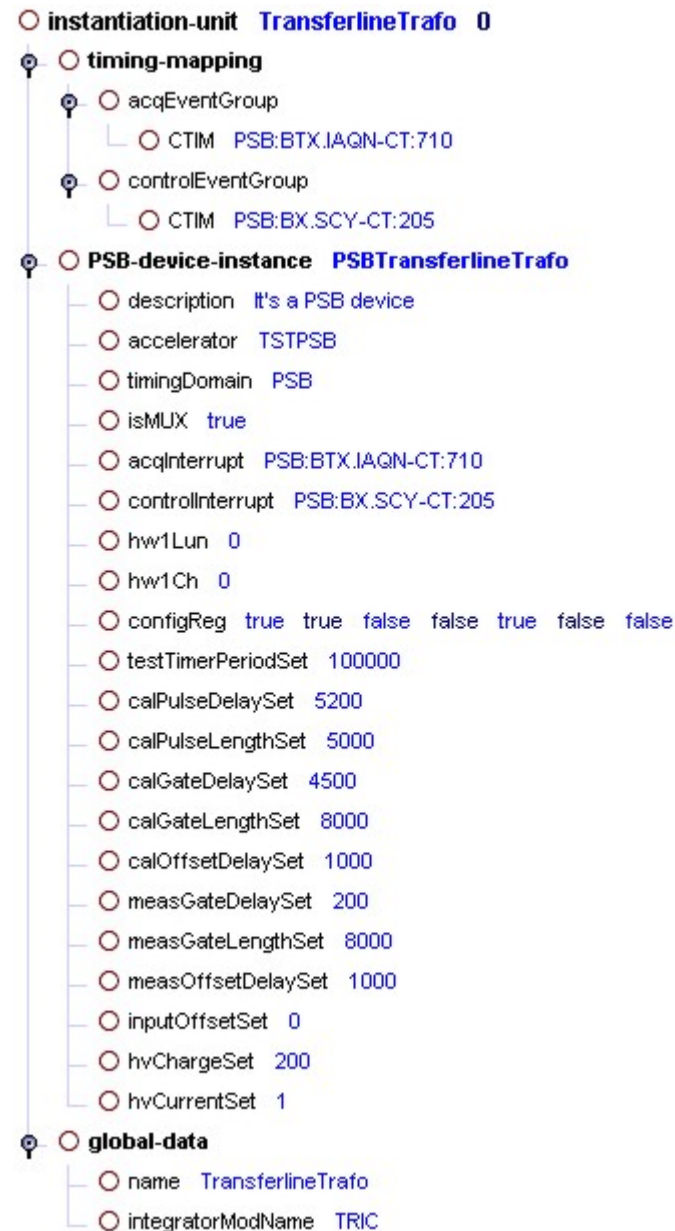 instantiation-unit TransferlineTrafo 0
timing-mapping
acqEventGroup
CTIM PSB:BTX.IAQN-CT:710
controlEventGroup
CTIM PSB:BX.SCY-CT:205
PSB-device-instance PSBTransferlineTrafo
description It's a PSB device
accelerator TSTPSB
timingDomain PSB
isMUX true
acqInterrupt PSB:BTX.IAQN-CT:710
controlInterrupt PSB:BX.SCY-CT:205
hw1Lun 0
hw1Ch 0
configReg true true false false true false false
testTimerPeriodSet 100000
calPulseDelaySet 5200
calPulseLengthSet 5000
calGateDelaySet 4500
calGateLengthSet 8000
calOffsetDelaySet 1000
measGateDelaySet 200
measGateLengthSet 8000
measOffsetDelaySet 1000
inputOffsetSet 0
hvChargeSet 200
hvCurrentSet 1
global-data
name TransferlineTrafo
integratorModName TRIC